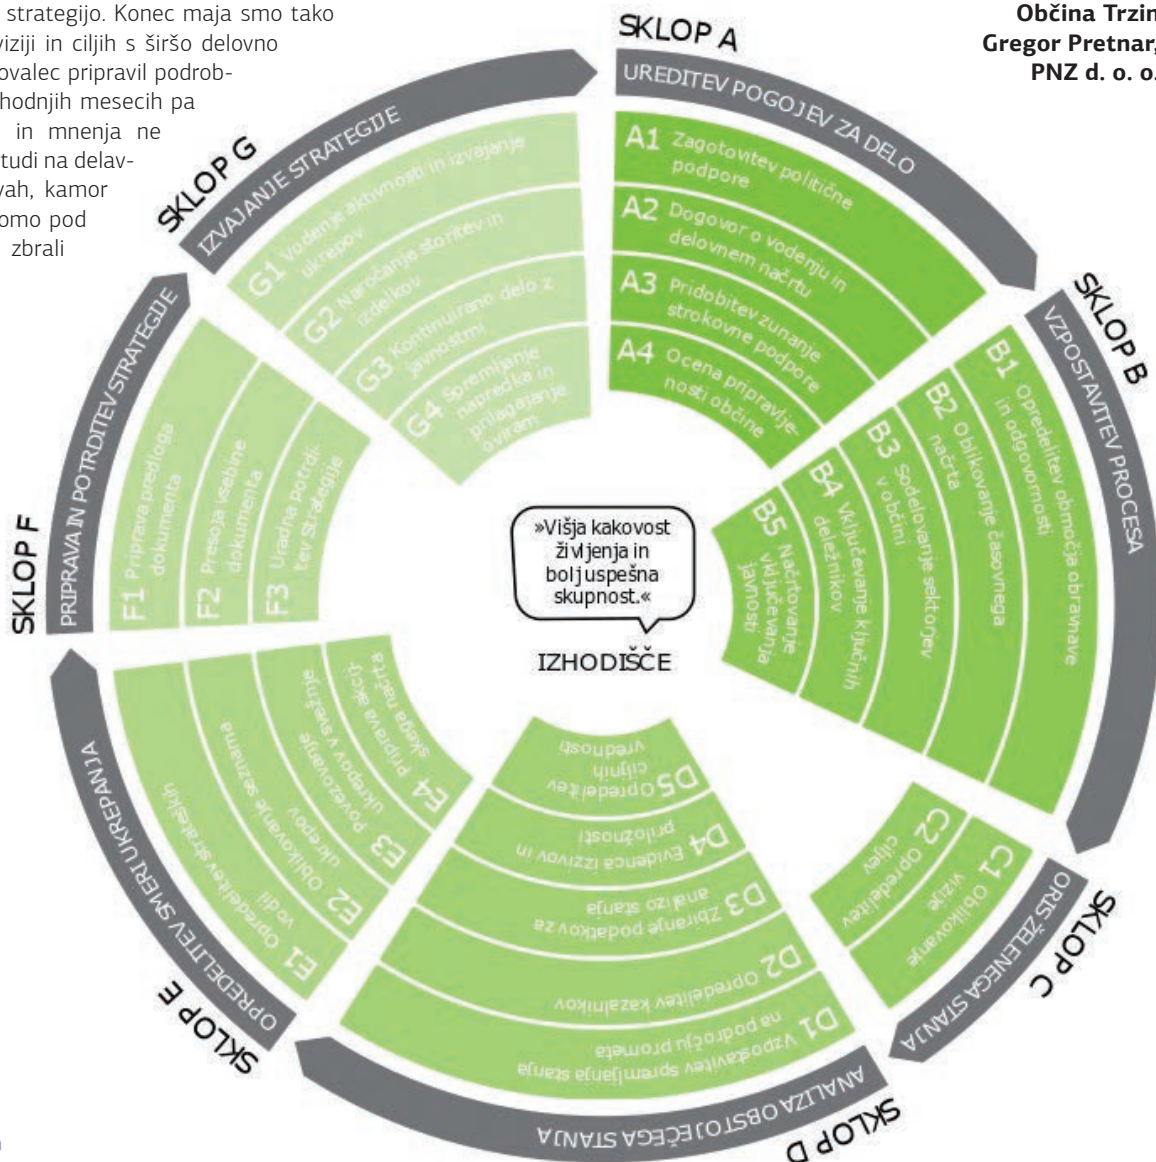 strategijo. Konec maja smo tako
viziji in ciljih s širšo delovno
ovalec pripravil podrob-
hodnjih mesecih pa
in mnenja ne
tudi na delav-
vah, kamor
omo pod
zbrali
Občina Trzin
Gregor Pretnar,
PNZ d. o. o.
SKLOP A
UREDITEV POGOJEV ZA DELO
A1 Zagotovitev politične
podpore
A2 Dogovor o vodenju in
delovnem načrtu
A3 Pridobitev zunanje
strokovne podpore
A4 Ocena pripravlje-
nosti občine
SKLOP B
VZPOSTAVITEV PROCESA
B1 Opredelitev območja obravnave
in odgovornosti
B2 Oblikovanje časovnega
načrta
B3 Sodelovanje sektorjev
v občini
B4 Vključevanje ključnih
deležnikov
B5 Načrtovanje
vključevanja
javnosti
SKLOP C
ORIS ŽELENEGA STANJA
C1 Oblikovanje
vizije
C2 Opredelitev
ciljev
SKLOP D
ANALIZA OBSTOJEČEGA STANJA
D1 Vzpostavitev spremljanja stanja
na področju prometa
D2 Opredelitev kazalnikov
D3 Zbiranje podatkov za
analizo stanja
D4 Evidenca izzivov in
priložnosti
D5 Opredelitev
ciljnih
vrednosti
SKLOP E
OPREDELITEV SMERI UKREPANJA
E1 Opredelitev strateških
vodil
E2 Oblikovanje seznama
ukrepov
E3 Povezovanje
ukrepov v svežnje
E4 Priprava akcij-
skega načrta
SKLOP F
PRIPRAVA IN POTRDITEV STRATEGIJE
F1 Priprava predloga
dokumenta
F2 Presoja vsebine
dokumenta
F3 Uradna potrdi-
tev Strategije
SKLOP G
IZVAJANJE STRATEGIJE
G1 Vodenje aktivnosti in izvajanje
ukrepov
G2 Naročanje storitev in
izdelkov
G3 Kontinuirano delo z
javnostmi
G4 Spremljanje
napredka in
prilagajanje
oviram
»Višja kakovost
življenja in
bolj uspešna
skupnost.«
IZHODIŠČE